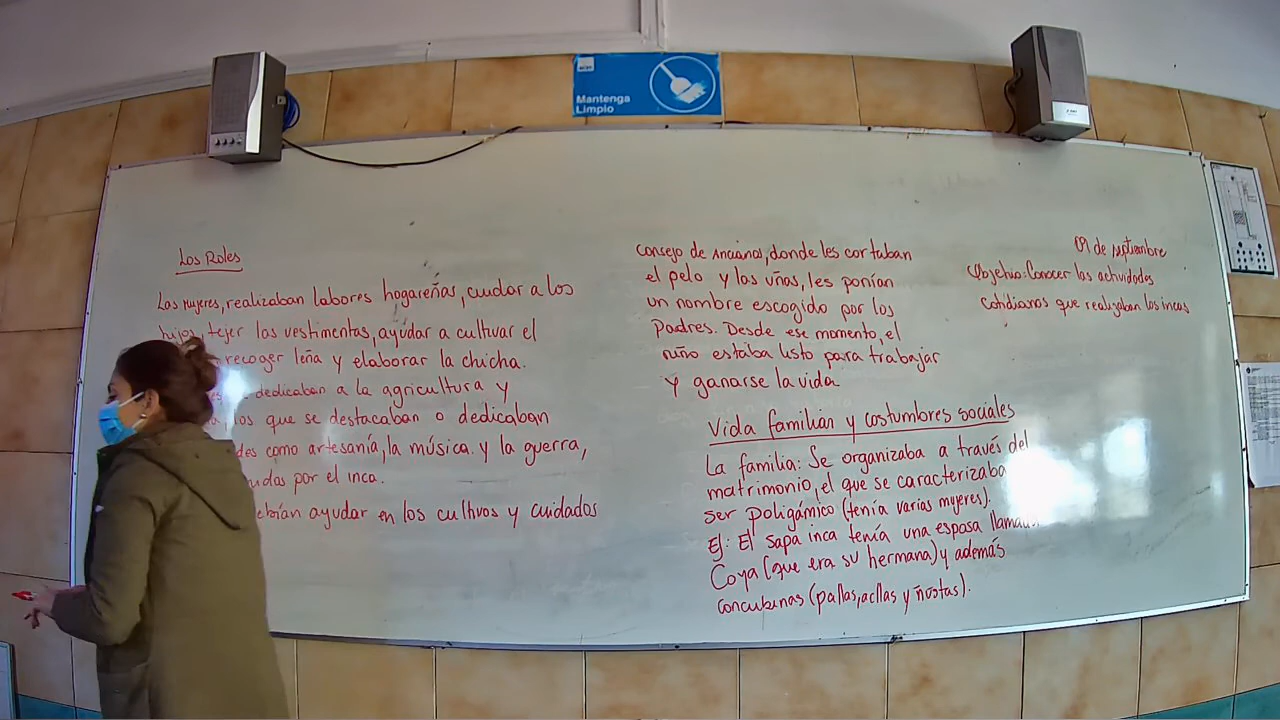 Mantenga
Limpio
Los Roles
Las mujeres, realizaban labores hogareñas, cuidar a los
hijos, tejer las vestimentas, ayudar a cultivar el
recoger leña y elaborar la chicha.
dedicaban a la agricultura y
los que se destacaban o dedicaban
des como artesanía, la música. y la guerra,
udas por el inca.
ebían ayudar en los cultivos y cuidados
consejo de ancianos, donde les cortaban
el pelo y las uñas, les ponían
un nombre escogido por los
Padres. Desde ese momento, el
niño estaba listo para trabajar
y ganarse la vida
Vida familiar y costumbres sociales
La familia: Se organizaba a través del
matrimonio, el que se caracterizaba
ser poligámico (tenía varias mujeres).
Ej: El sapa inca tenía una esposa llamada
Coya (que era su hermana) y además
concubinas (pallas, acllas y ñustas).
09 de septiembre
Objetivo: Conocer las actividades
cotidianas que realizaban los incas